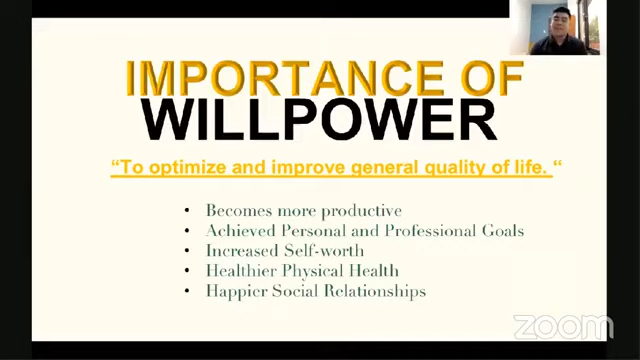 IMPORTANCE OF
WILLPOWER
“To optimize and improve general quality of life. “
• Becomes more productive
• Achieved Personal and Professional Goals
• Increased Self-worth
• Healthier Physical Health
• Happier Social Relationships
zoom